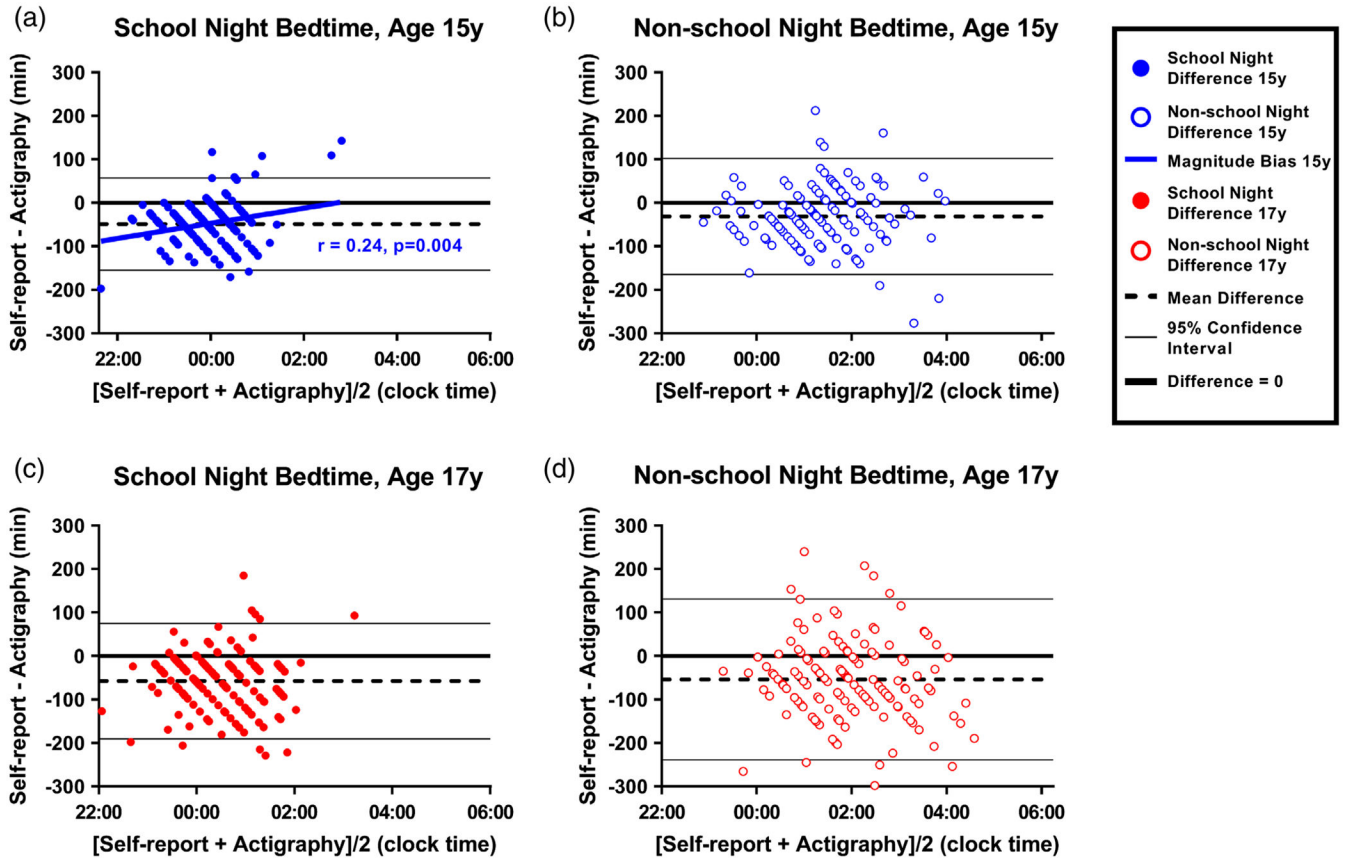 (a)
School Night Bedtime, Age 15y
Self-report - Actigraphy (min)
300
200
100
0
-100
-200
-300
r = 0.24, p=0.004
22:00 00:00 02:00 04:00 06:00
[Self-report + Actigraphy]/2 (clock time)
(b)
Non-school Night Bedtime, Age 15y
Self-report - Actigraphy (min)
300
200
100
0
-100
-200
-300
22:00 00:00 02:00 04:00 06:00
[Self-report + Actigraphy]/2 (clock time)
School Night
Difference 15y
Non-school Night
Difference 15y
Magnitude Bias 15y
School Night
Difference 17y
Non-school Night
Difference 17y
Mean Difference
95% Confidence
Interval
Difference = 0
(c)
School Night Bedtime, Age 17y
Self-report - Actigraphy (min)
300
200
100
0
-100
-200
-300
22:00 00:00 02:00 04:00 06:00
[Self-report + Actigraphy]/2 (clock time)
(d)
Non-school Night Bedtime, Age 17y
Self-report - Actigraphy (min)
300
200
100
0
-100
-200
-300
22:00 00:00 02:00 04:00 06:00
[Self-report + Actigraphy]/2 (clock time)